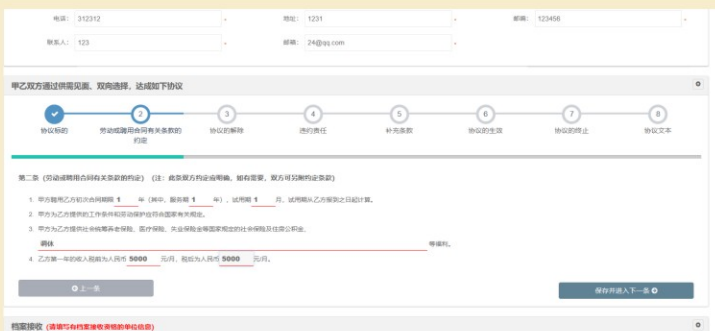 电话： 312312 * 地址： 1231 * 邮编： 123456 *
联系人： 123 * 邮箱： 24@qq.com *
甲乙双方通过供需见面、双向选择，达成如下协议
2 3 4 5 6 7 8
协议标的 劳动或聘用合同有关条款的约定 协议的解除 违约责任 补充条款 协议的生效 协议的终止 协议文本
第二条（劳动或聘用合同有关条款的约定）（注：此条款方约定应明确，如有需要，双方可另附约定条款）
1. 甲方聘用乙方初次合同期限 1 年（其中，服务期 1 年），试用期 1 月，试用期从乙方报到之日起计算。
2. 甲方为乙方提供的工作条件和劳动保护应符合国家有关规定。
3. 甲方为乙方提供社会统筹养老保险、医疗保险、失业保险金等国家规定的社会保险及住房公积金、
调休 等福利。
4. 乙方第一年的收入税前为人民币 5000 元/月，税后为人民币 5000 元/月。
上一条 保存并进入下一条
档案接收（请填写有档案接收资格的单位信息）